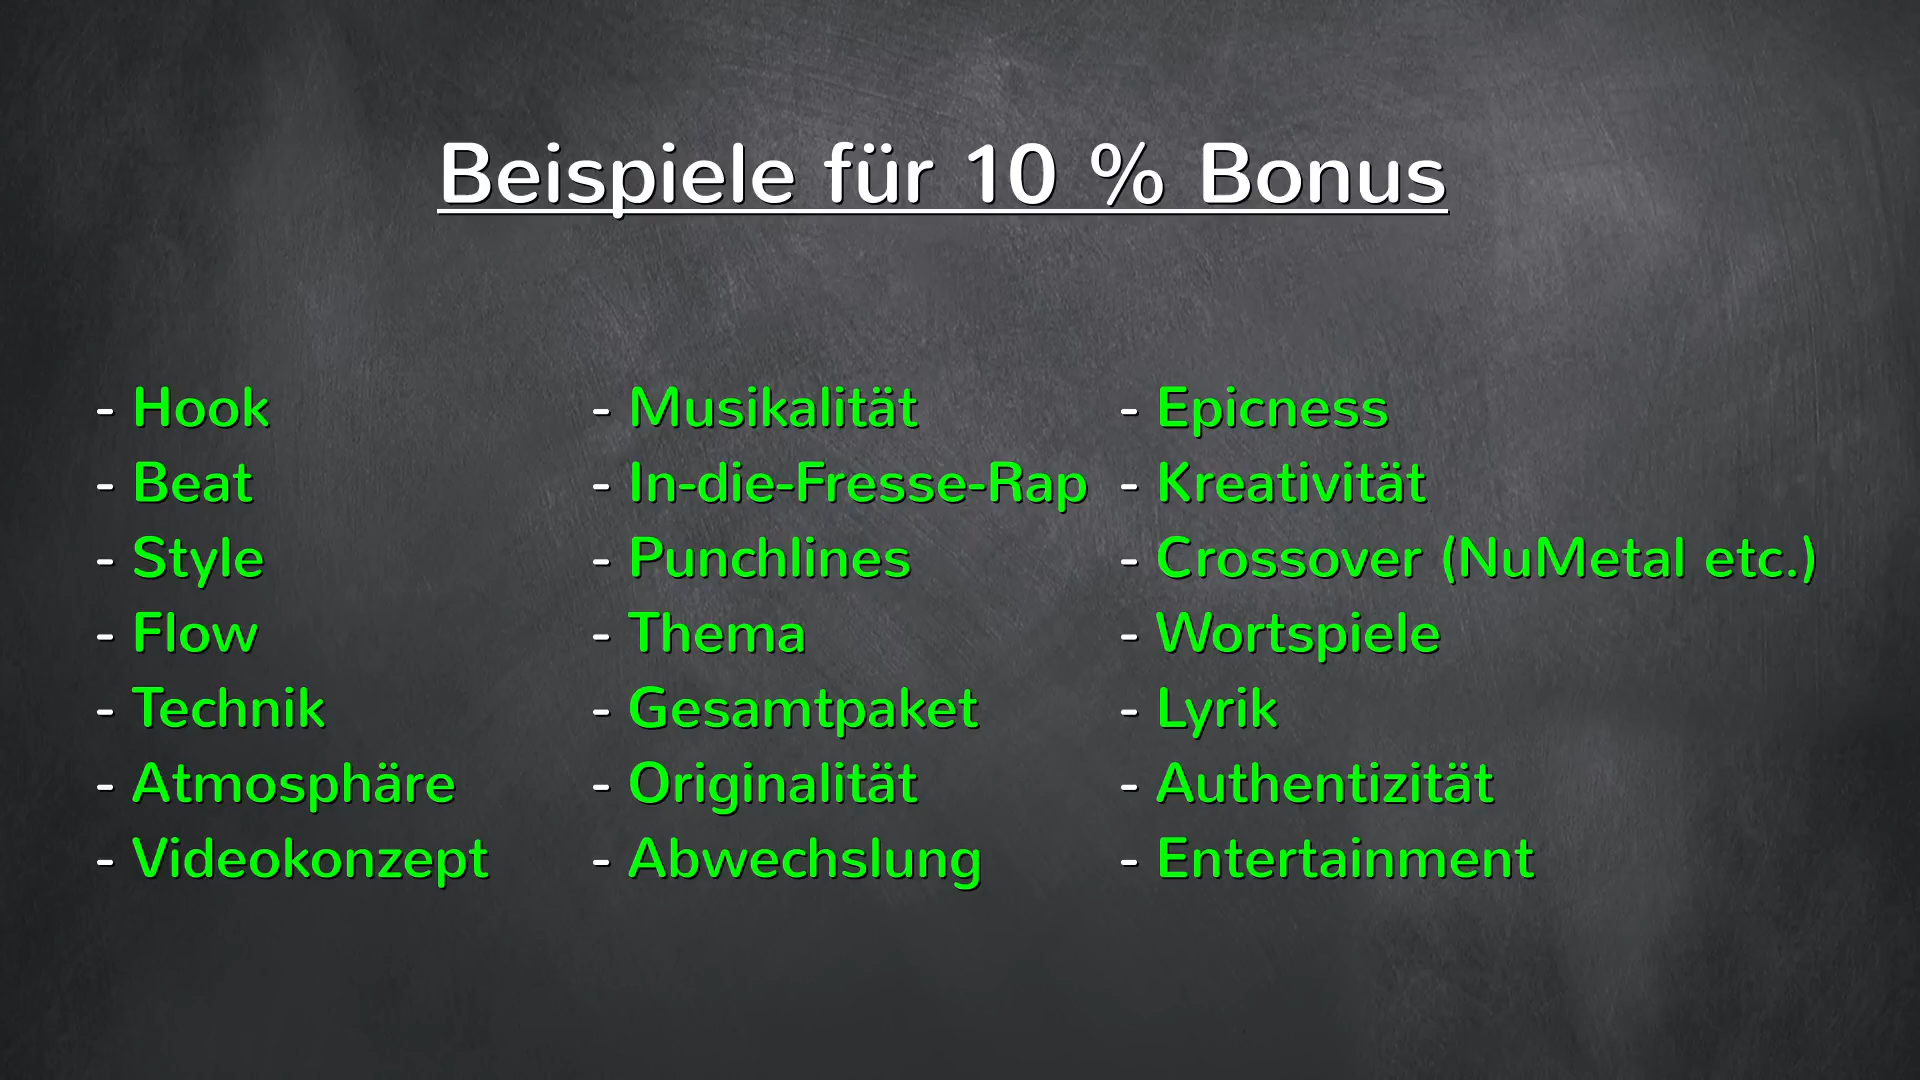 Beispiele für 10 % Bonus
- Hook
- Beat
- Style
- Flow
- Technik
- Atmosphäre
- Videokonzept
- Musikalität
- In-die-Fresse-Rap
- Punchlines
- Thema
- Gesamtpaket
- Originalität
- Abwechslung
- Epicness
- Kreativität
- Crossover (NuMetal etc.)
- Wortspiele
- Lyrik
- Authentizität
- Entertainment